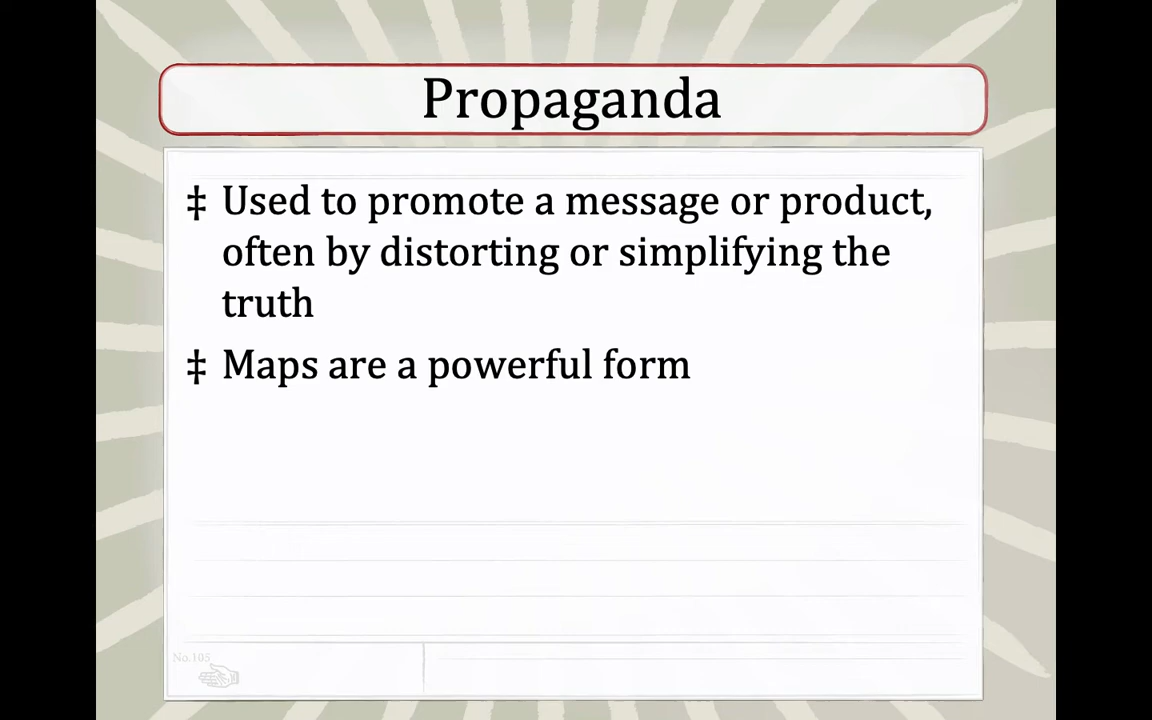 Propaganda
‡ Used to promote a message or product,
often by distorting or simplifying the
truth
‡ Maps are a powerful form
No.105